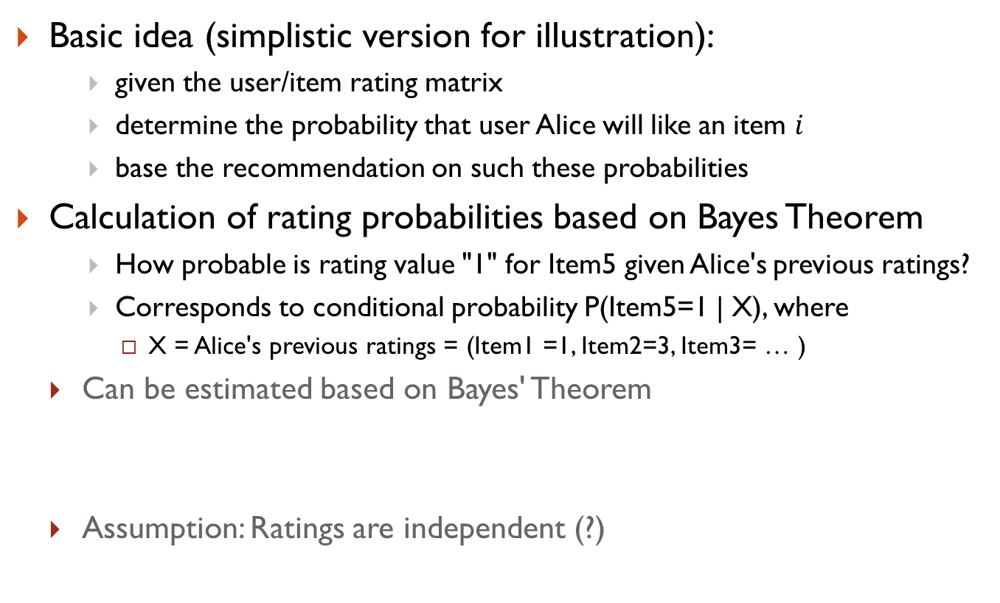 Basic idea (simplistic version for illustration):
given the user/item rating matrix
determine the probability that user Alice will like an item i
base the recommendation on such these probabilities
Calculation of rating probabilities based on Bayes Theorem
How probable is rating value "1" for Item5 given Alice's previous ratings?
Corresponds to conditional probability P(Item5=1 | X), where
X = Alice's previous ratings = (Item1 =1, Item2=3, Item3= … )
Can be estimated based on Bayes' Theorem
Assumption: Ratings are independent (?)